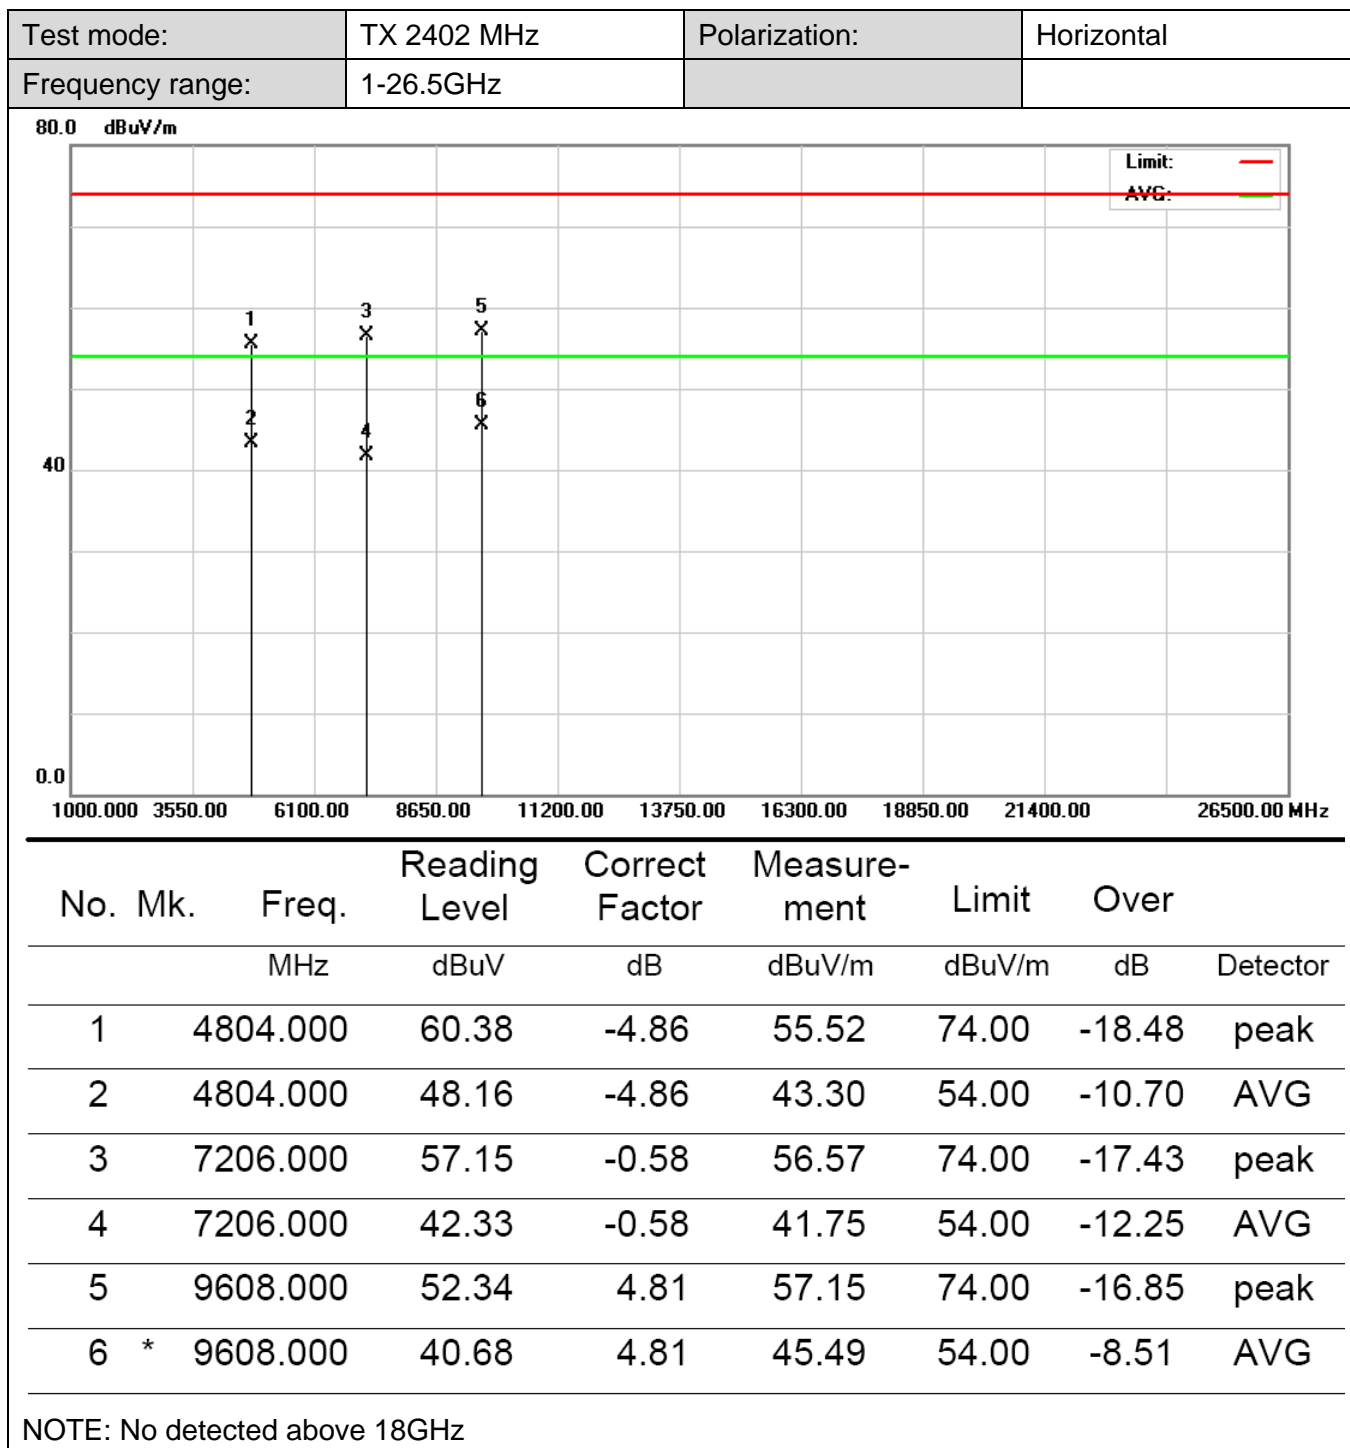 Test mode: TX 2402 MHz Polarization: Horizontal
Frequency range: 1-26.5GHz
80.0 dBuV/m
Limit:
AVG:
1 3 5
2 4 6
40
0.0
1000.000 3550.00 6100.00 8650.00 11200.00 13750.00 16300.00 18850.00 21400.00 26500.00 MHz
No. Mk. Freq. Reading Level Correct Factor Measure-ment Limit Over
MHz dBuV dB dBuV/m dBuV/m dB Detector
1 4804.000 60.38 -4.86 55.52 74.00 -18.48 peak
2 4804.000 48.16 -4.86 43.30 54.00 -10.70 AVG
3 7206.000 57.15 -0.58 56.57 74.00 -17.43 peak
4 7206.000 42.33 -0.58 41.75 54.00 -12.25 AVG
5 9608.000 52.34 4.81 57.15 74.00 -16.85 peak
6 * 9608.000 40.68 4.81 45.49 54.00 -8.51 AVG
NOTE: No detected above 18GHz